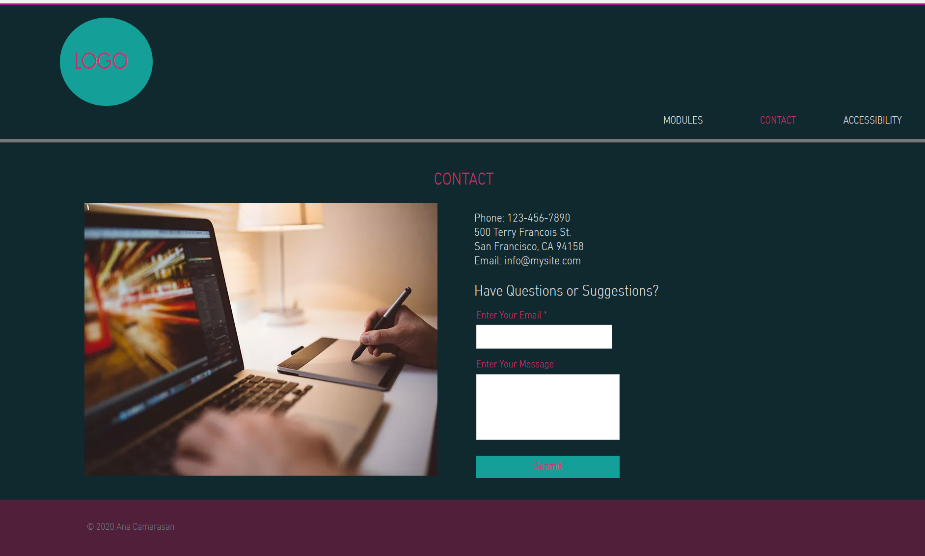 LOGO
MODULES
CONTACT
ACCESSIBILITY
CONTACT
Phone: 123-456-7890
500 Terry Francois St.
San Francisco, CA 94158
Email: info@mysite.com
Have Questions or Suggestions?
Enter Your Email *
Enter Your Message
Submit
© 2020 Ana Camarasan